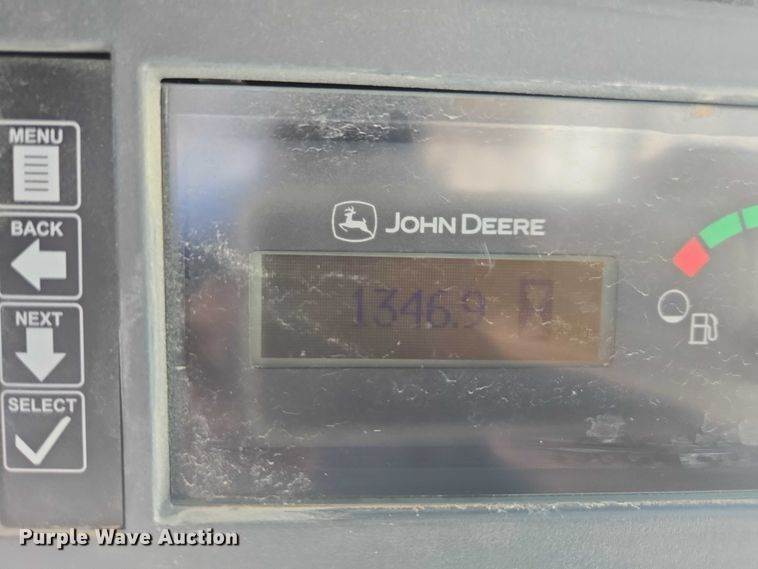 MENU
BACK
NEXT
SELECT
JOHN DEERE
1346.9
Purple Wave Auction